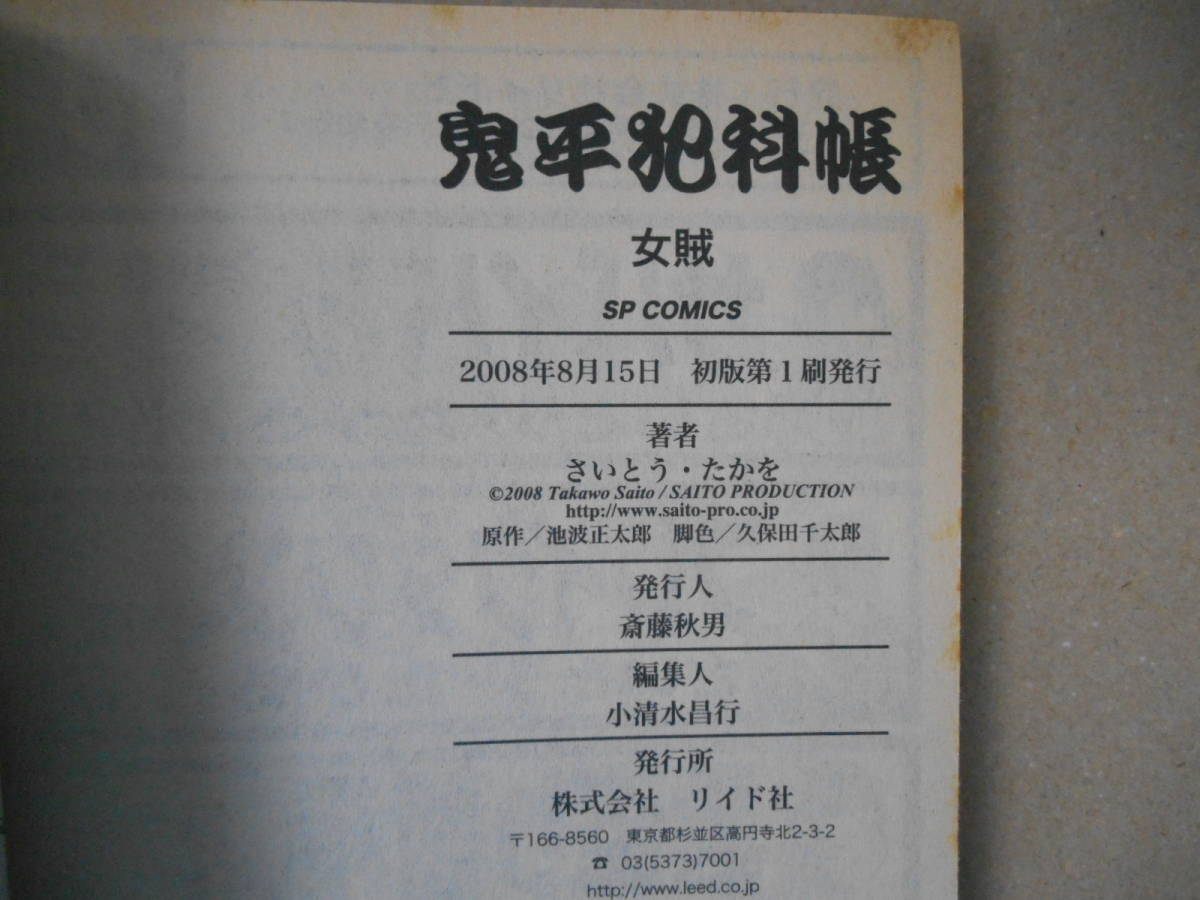 鬼平犯科帳
女賊
SP COMICS
2008年8月15日　初版第1刷発行
著者
さいとう・たかを
©2008 Takawo Saito / SAITO PRODUCTION
http://www.saito-pro.co.jp
原作／池波正太郎　脚色／久保田千太郎
発行人
斎藤秋男
編集人
小清水昌行
発行所
株式会社　リイド社
〒166-8560　東京都杉並区高円寺北2-3-2
☎ 03(5373)7001
http://www.leed.co.jp